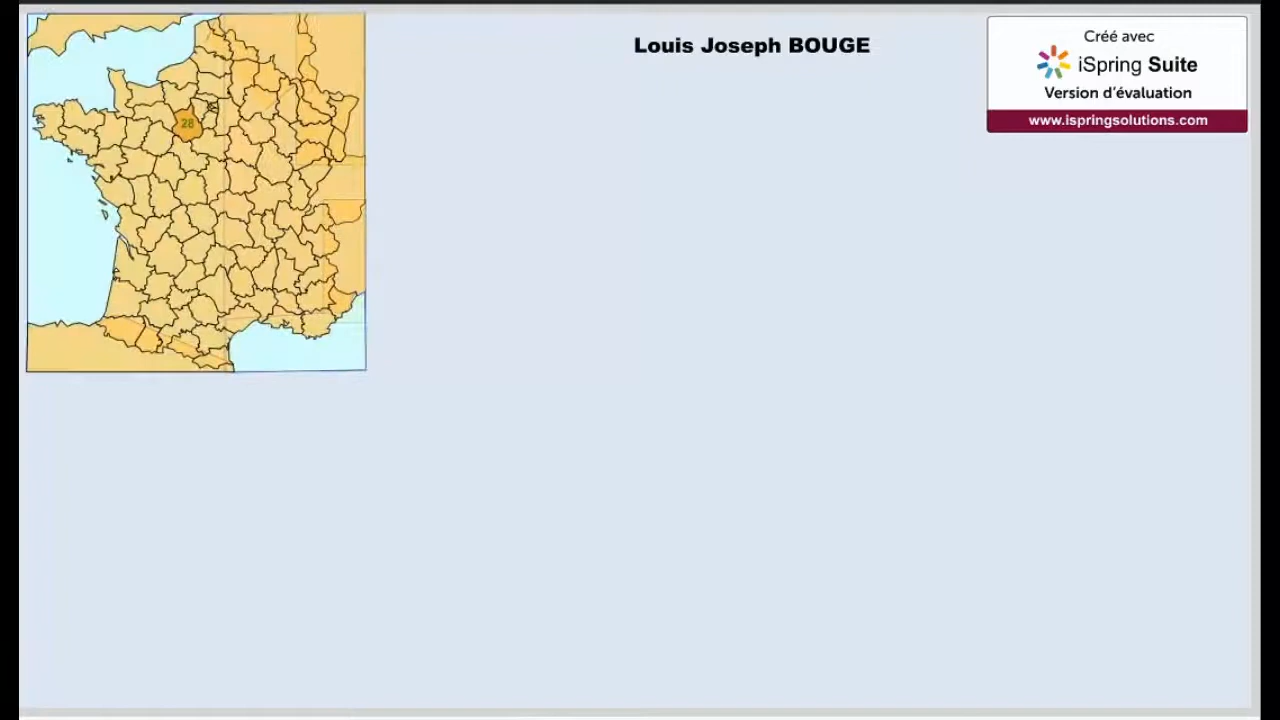 Louis Joseph BOUGE
Créé avec
iSpring Suite
Version d'évaluation
www.ispringsolutions.com
28